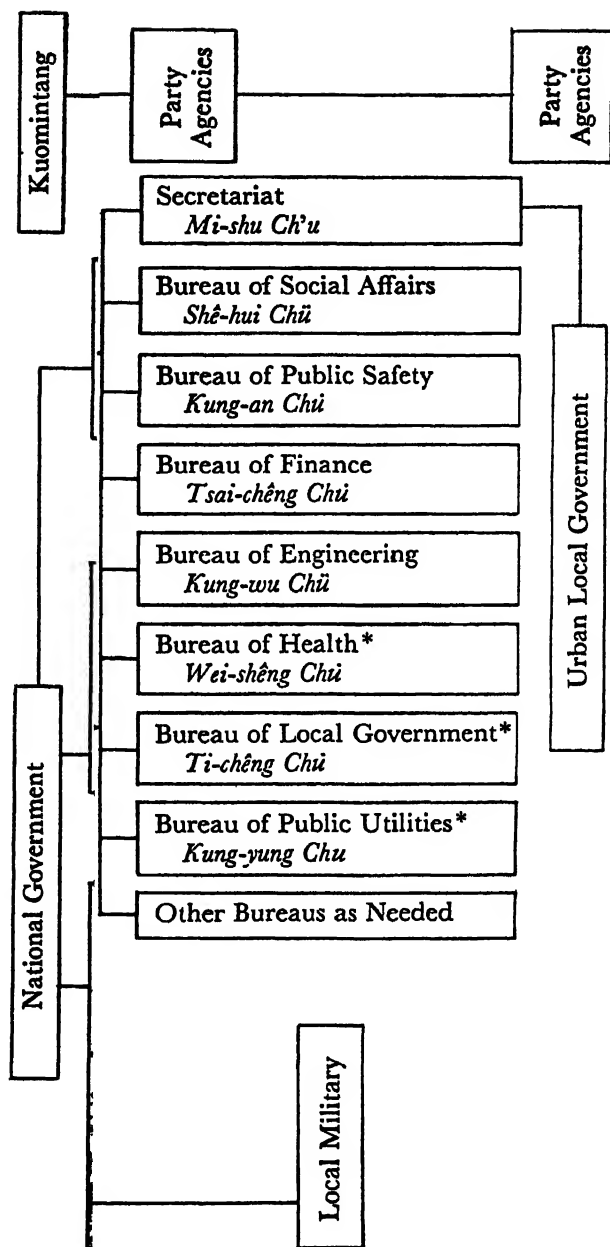 Kuomintang
Party
Agencies
Party
Agencies
Secretariat
Mi-shu Ch'u
Bureau of Social Affairs
Shê-hui Chü
Bureau of Public Safety
Kung-an Chü
Bureau of Finance
Tsai-chêng Chü
Bureau of Engineering
Kung-wu Chü
Bureau of Health*
Wei-shêng Chü
Bureau of Local Government*
Ti-chêng Chü
Bureau of Public Utilities*
Kung-yung Chu
Other Bureaus as Needed
National Government
Urban Local Government
Local Military